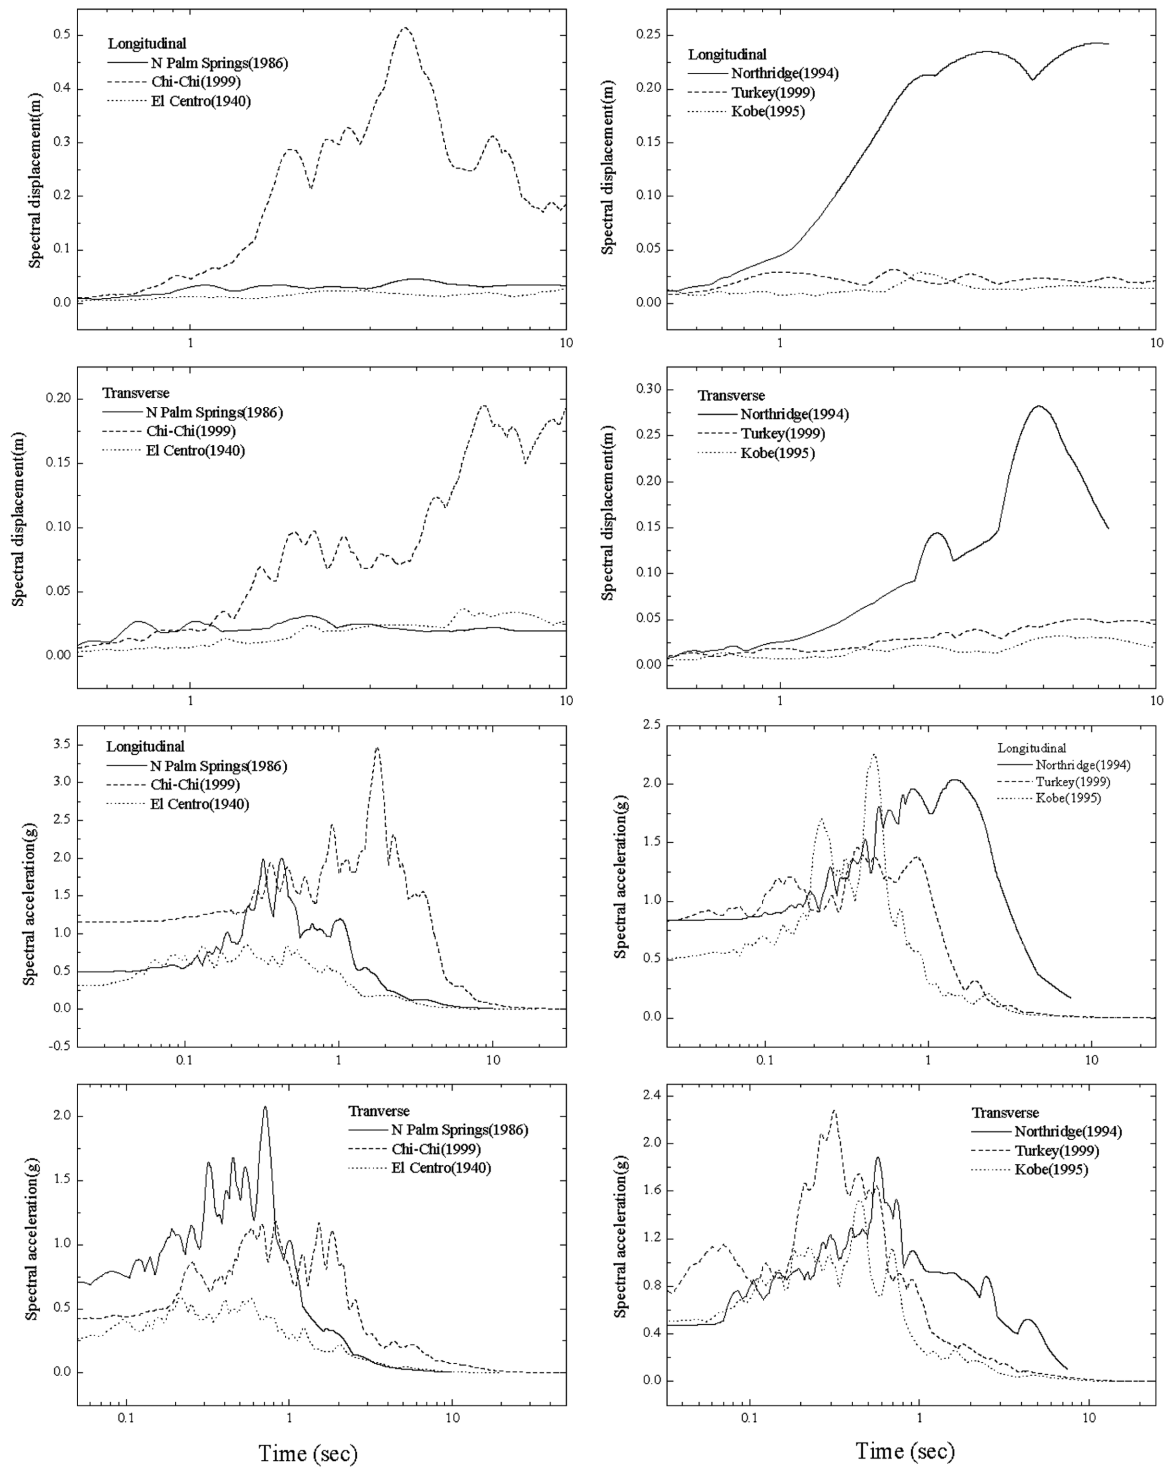 Longitudinal
N Palm Springs(1986)
Chi-Chi(1999)
El Centro(1940)
Spectral displacement(m)
0.5
0.4
0.3
0.2
0.1
0.0
1
10
Longitudinal
Northridge(1994)
Turkey(1999)
Kobe(1995)
Spectral displacement(m)
0.25
0.20
0.15
0.10
0.05
0.00
1
10
Transverse
N Palm Springs(1986)
Chi-Chi(1999)
El Centro(1940)
Spectral displacement(m)
0.20
0.15
0.10
0.05
0.00
1
10
Transverse
Northridge(1994)
Turkey(1999)
Kobe(1995)
Spectral displacement(m)
0.30
0.25
0.20
0.15
0.10
0.05
0.00
1
10
Longitudinal
N Palm Springs(1986)
Chi-Chi(1999)
El Centro(1940)
Spectral acceleration(g)
3.5
3.0
2.5
2.0
1.5
1.0
0.5
0.0
-0.5
0.1
1
10
Longitudinal
Northridge(1994)
Turkey(1999)
Kobe(1995)
Spectral acceleration(g)
2.5
2.0
1.5
1.0
0.5
0.0
0.1
1
10
Tranverse
N Palm Springs(1986)
Chi-Chi(1999)
El Centro(1940)
Spectral acceleration(g)
2.0
1.5
1.0
0.5
0.0
0.1
1
10
Time (sec)
Transverse
Northridge(1994)
Turkey(1999)
Kobe(1995)
Spectral acceleration(g)
2.4
2.0
1.6
1.2
0.8
0.4
0.0
0.1
1
10
Time (sec)